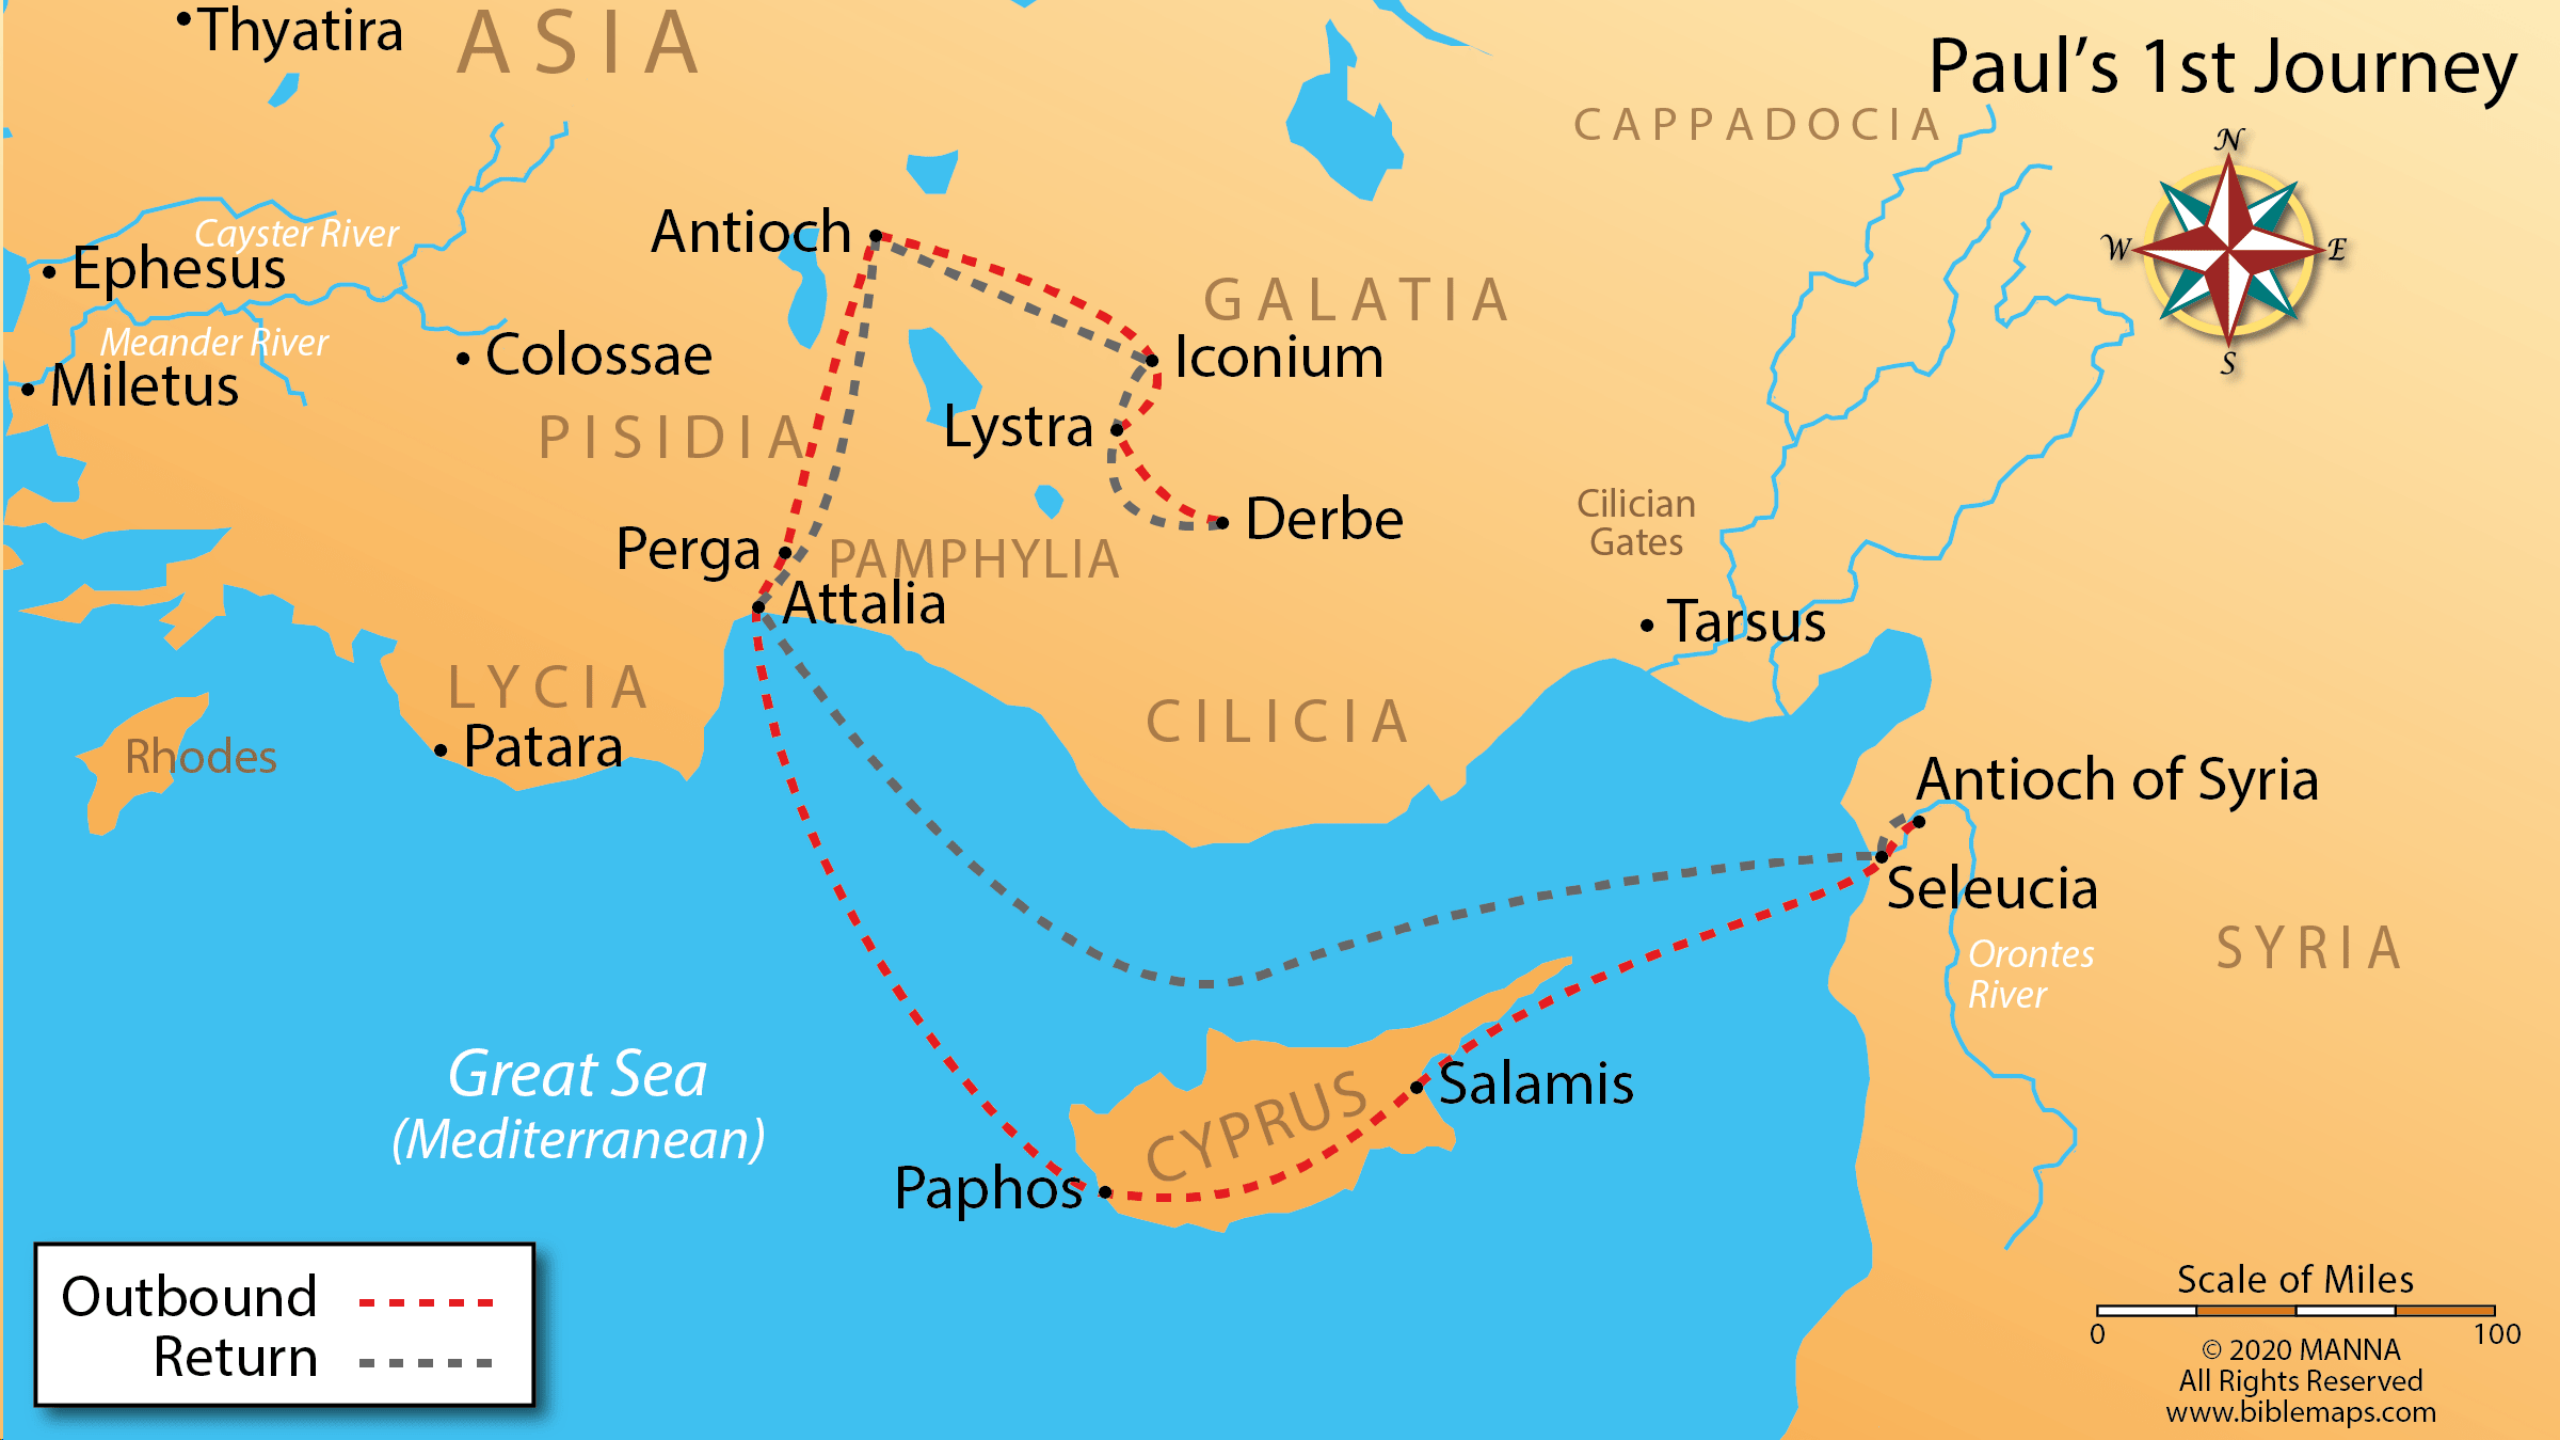 Thyatira
ASIA
Paul's 1st Journey
CAPPADOCIA
N
W
E
S
Antioch
Cayster River
Ephesus
GALATIA
Meander River
Miletus
Colossae
Iconium
PISIDIA
Lystra
Cilician
Gates
Derbe
Perga
PAMPHYLIA
Attalia
Tarsus
LYCIA
CILICIA
Patara
Rhodes
Antioch of Syria
Seleucia
SYRIA
Orontes
River
Great Sea
(Mediterranean)
Salamis
CYPRUS
Paphos
Outbound
Return
Scale of Miles
0 100
© 2020 MANNA
All Rights Reserved
www.biblemaps.com